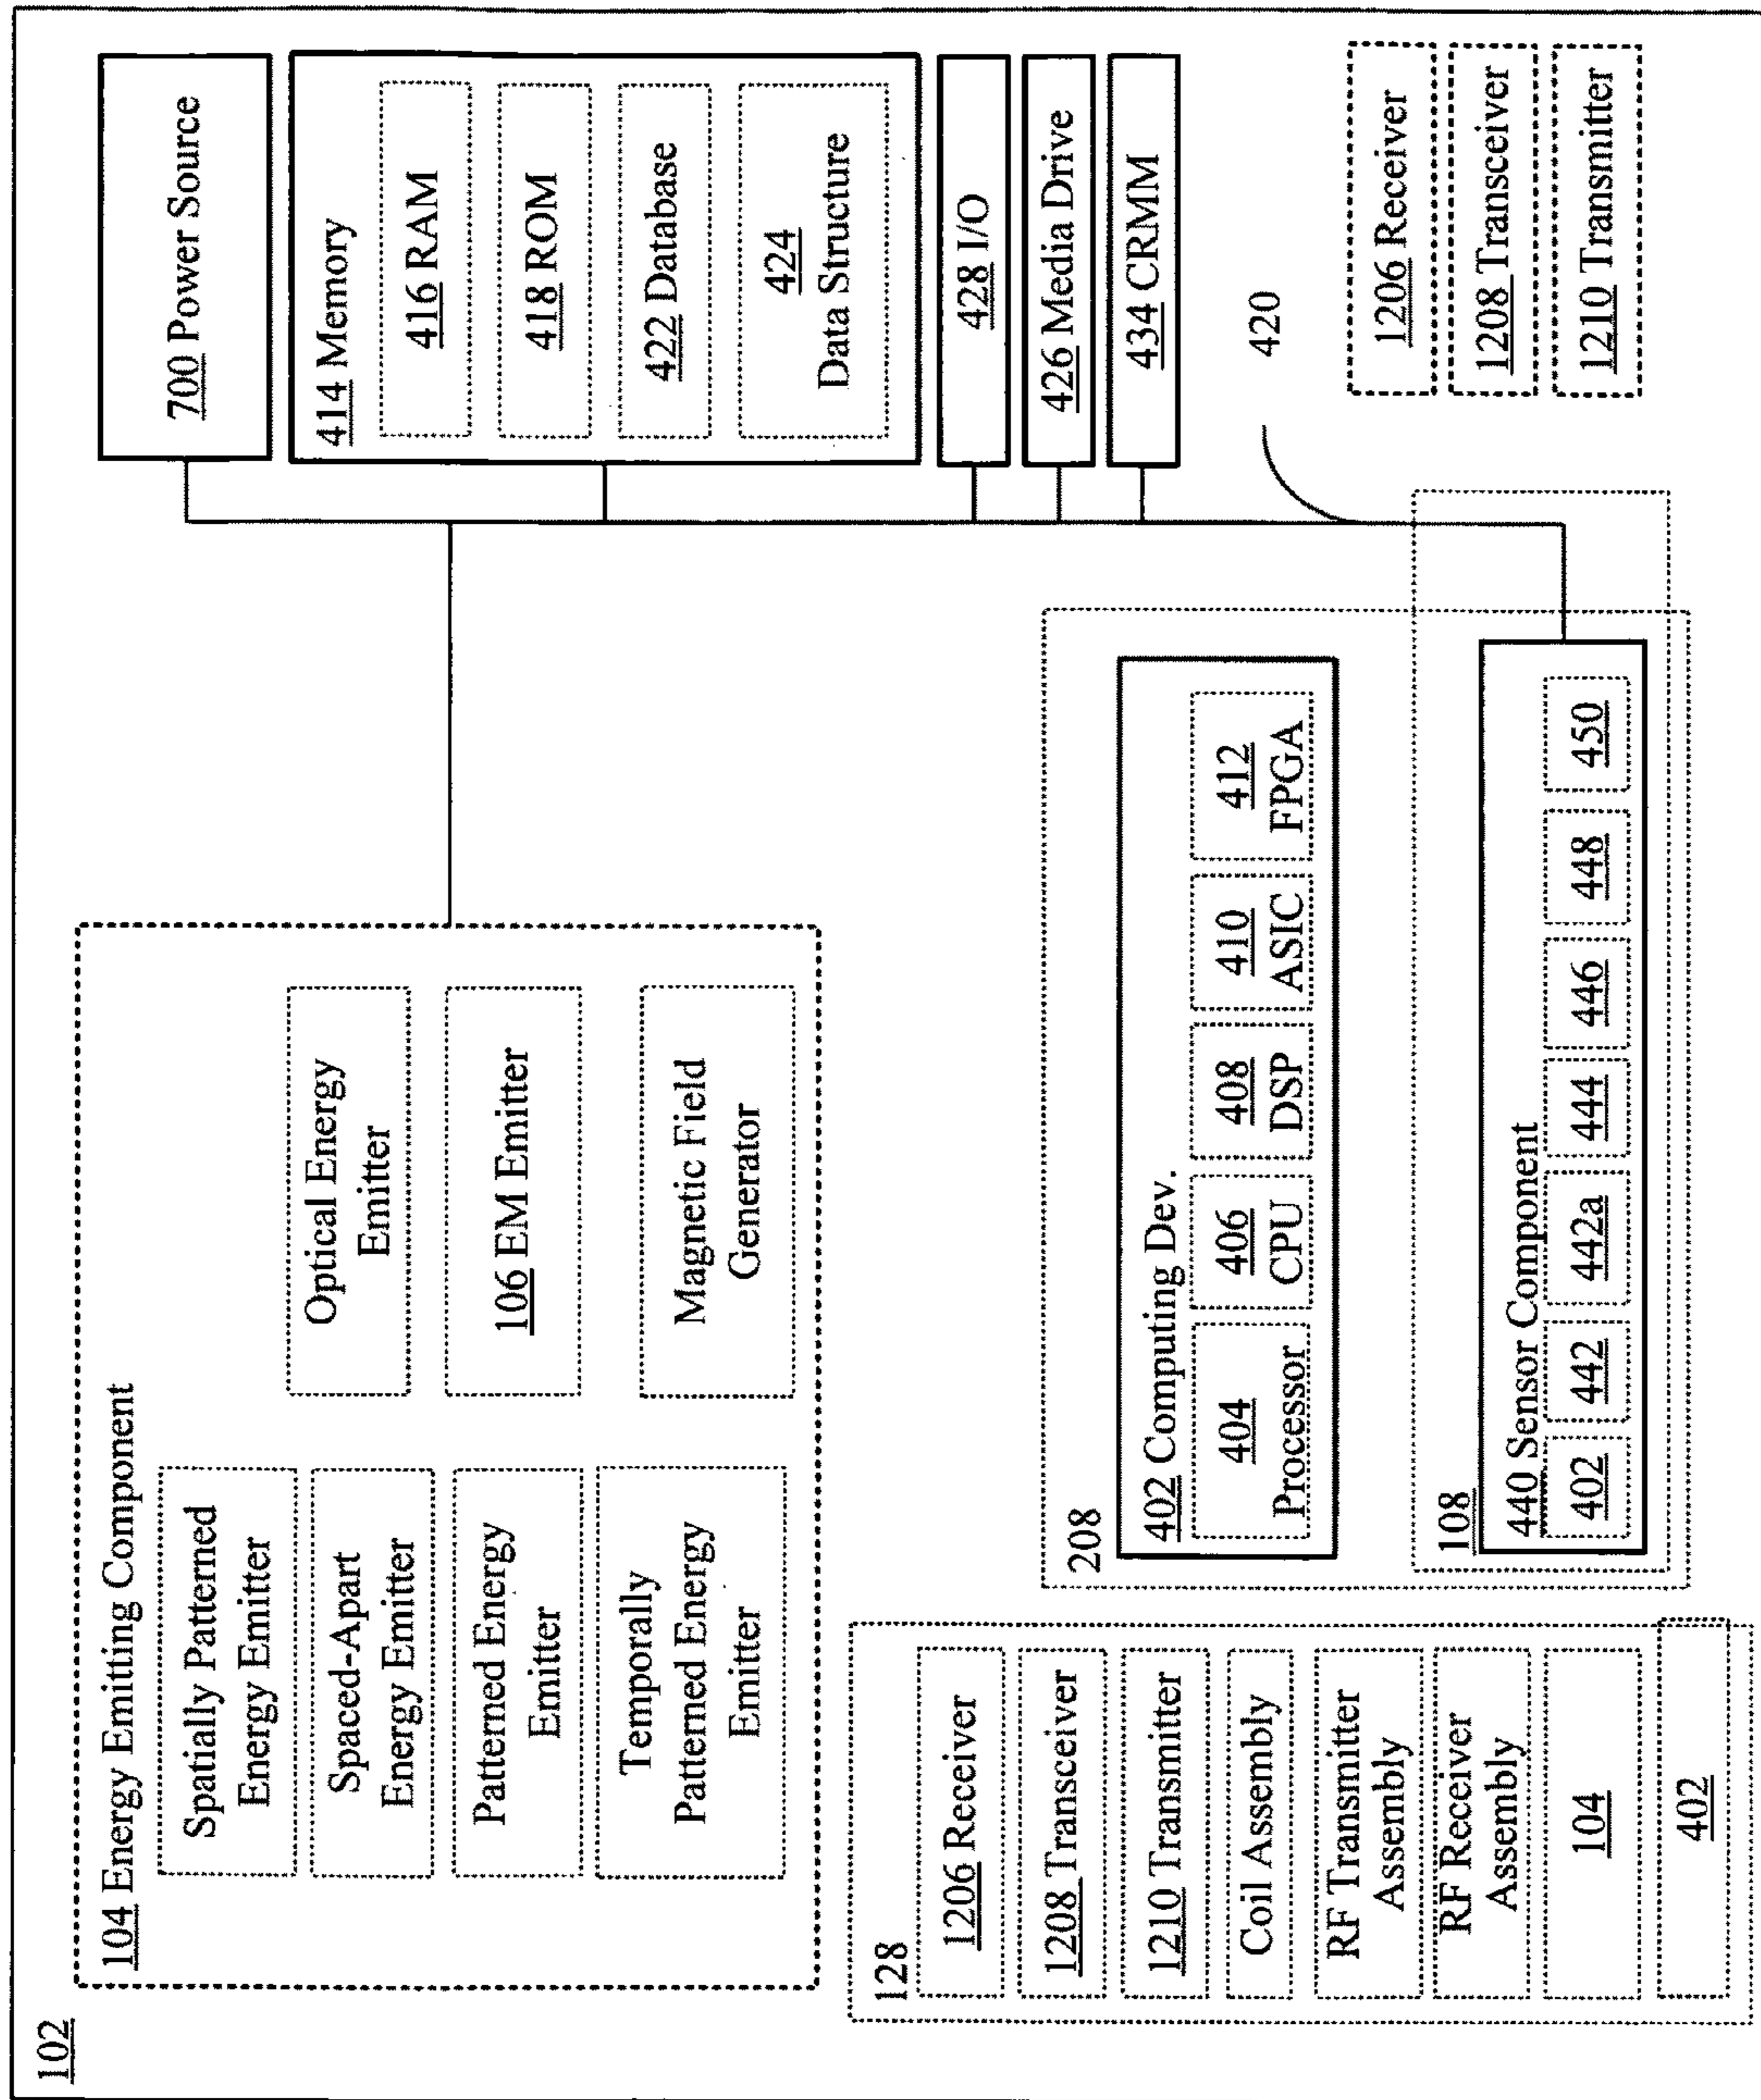 102
104 Energy Emitting Component
Spatially Patterned
Energy Emitter
Spaced-Apart
Energy Emitter
Patterned Energy
Emitter
Temporally
Patterned Energy
Emitter
Optical Energy
Emitter
106 EM Emitter
Magnetic Field
Generator
700 Power Source
414 Memory
416 RAM
418 ROM
422 Database
424
Data Structure
428 I/O
426 Media Drive
434 CRMM
420
128
1206 Receiver
1208 Transceiver
1210 Transmitter
Coil Assembly
RF Transmitter
Assembly
RF Receiver
Assembly
104
402
208
402 Computing Dev.
404
Processor
406
CPU
408
DSP
410
ASIC
412
FPGA
108
440 Sensor Component
402
442
442a
444
446
448
450
1206 Receiver
1208 Transceiver
1210 Transmitter